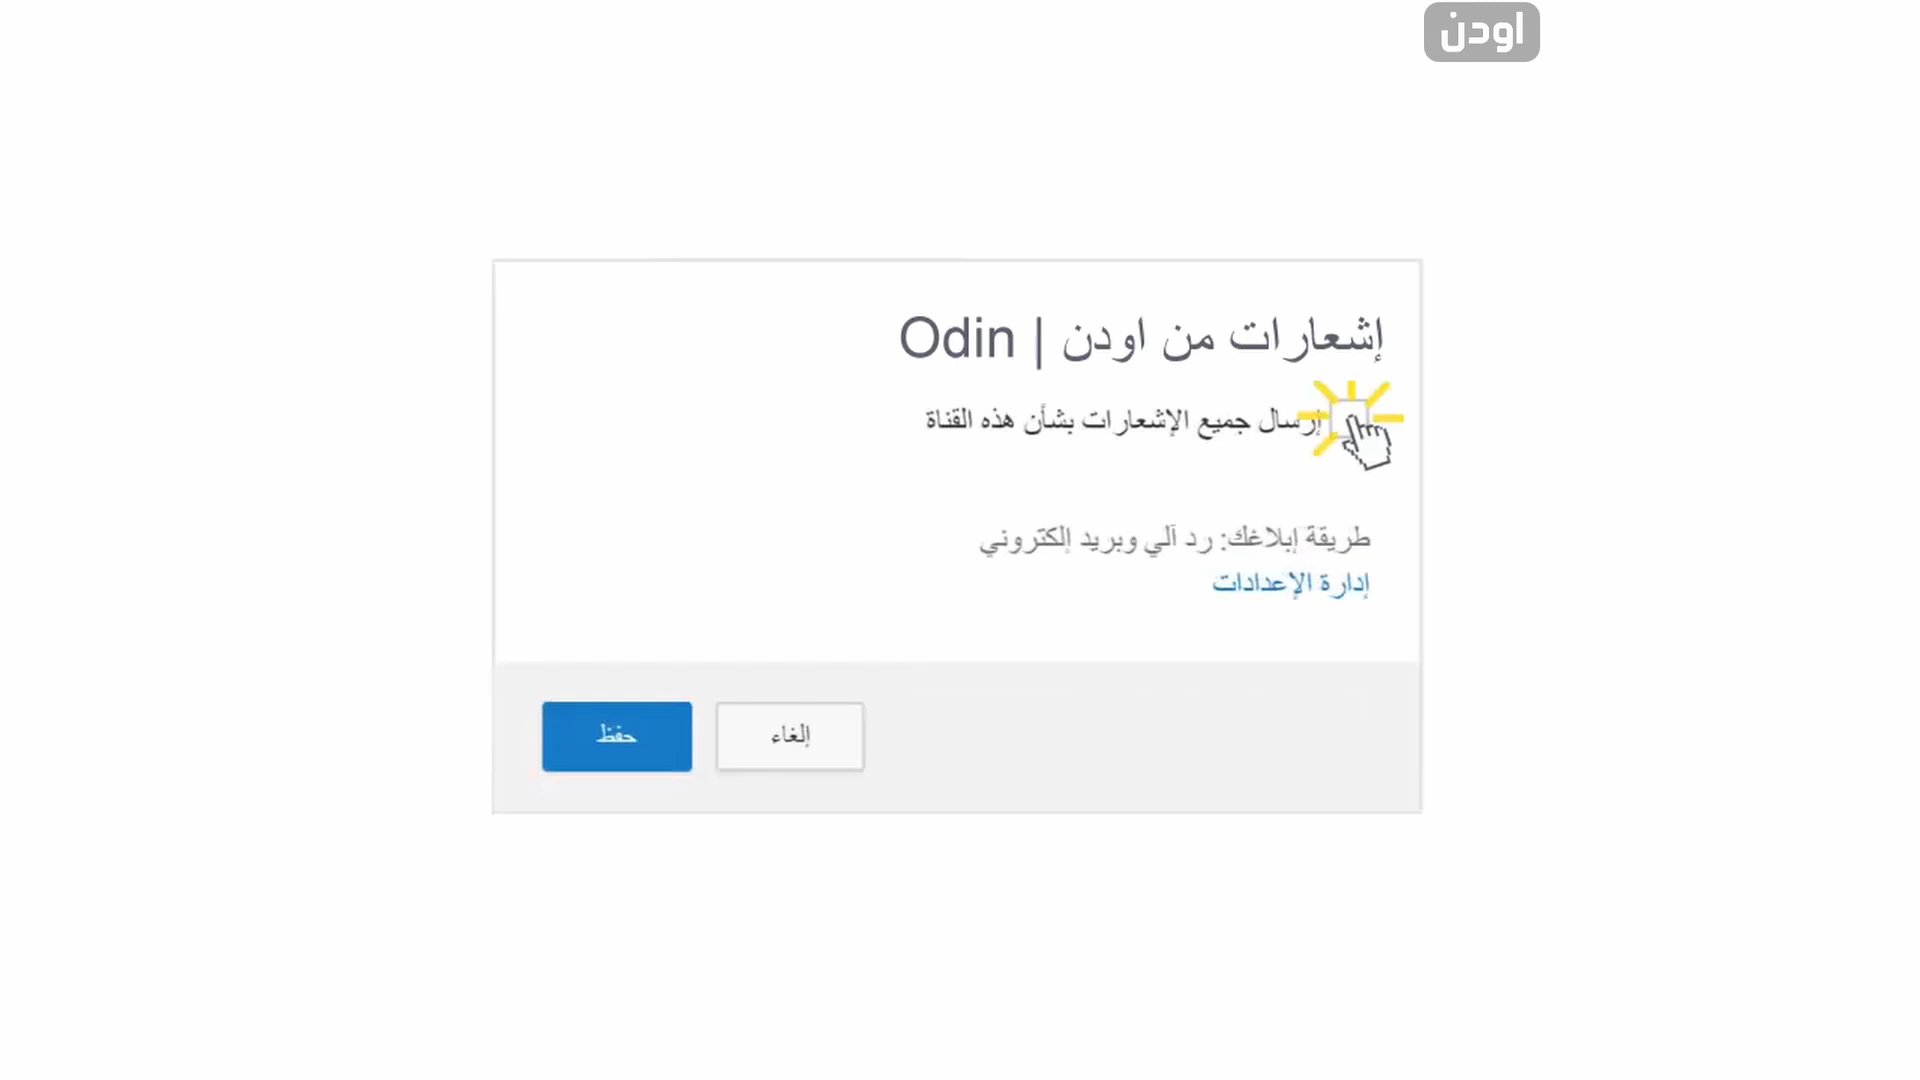 اودن
إشعارات من اودن | Odin
إرسال جميع الإشعارات بشأن هذه القناة
طريقة إبلاغك: رد آلي وبريد إلكتروني
إدارة الإعدادات
إلغاء
حفظ